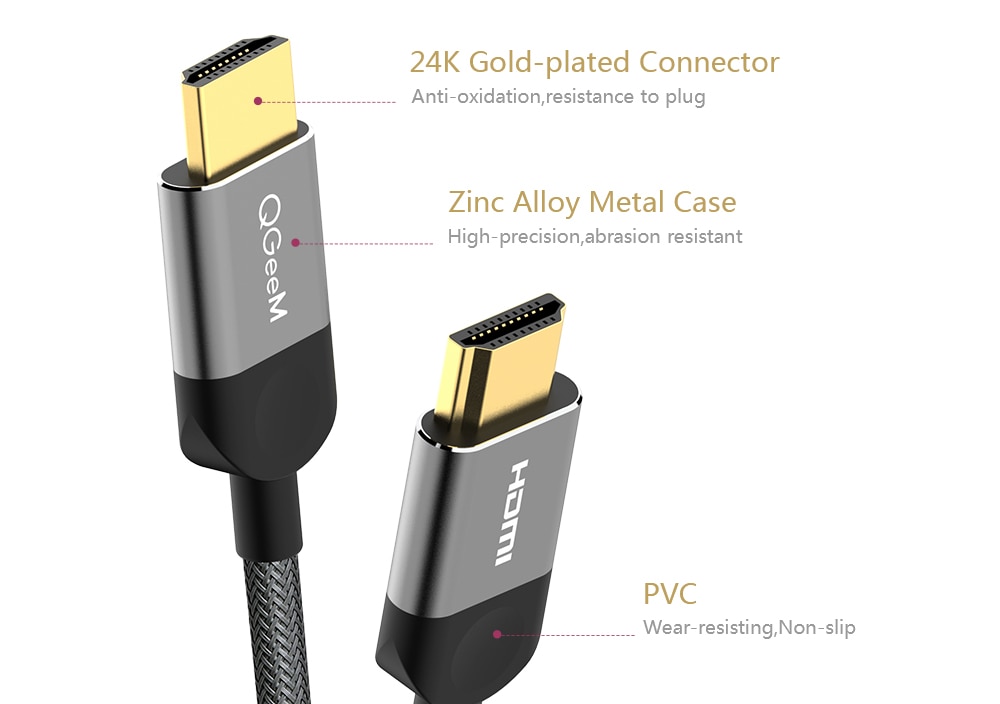 24K Gold-plated Connector
Anti-oxidation,resistance to plug
Zinc Alloy Metal Case
High-precision,abrasion resistant
QGeeM
HDMI
PVC
Wear-resisting,Non-slip